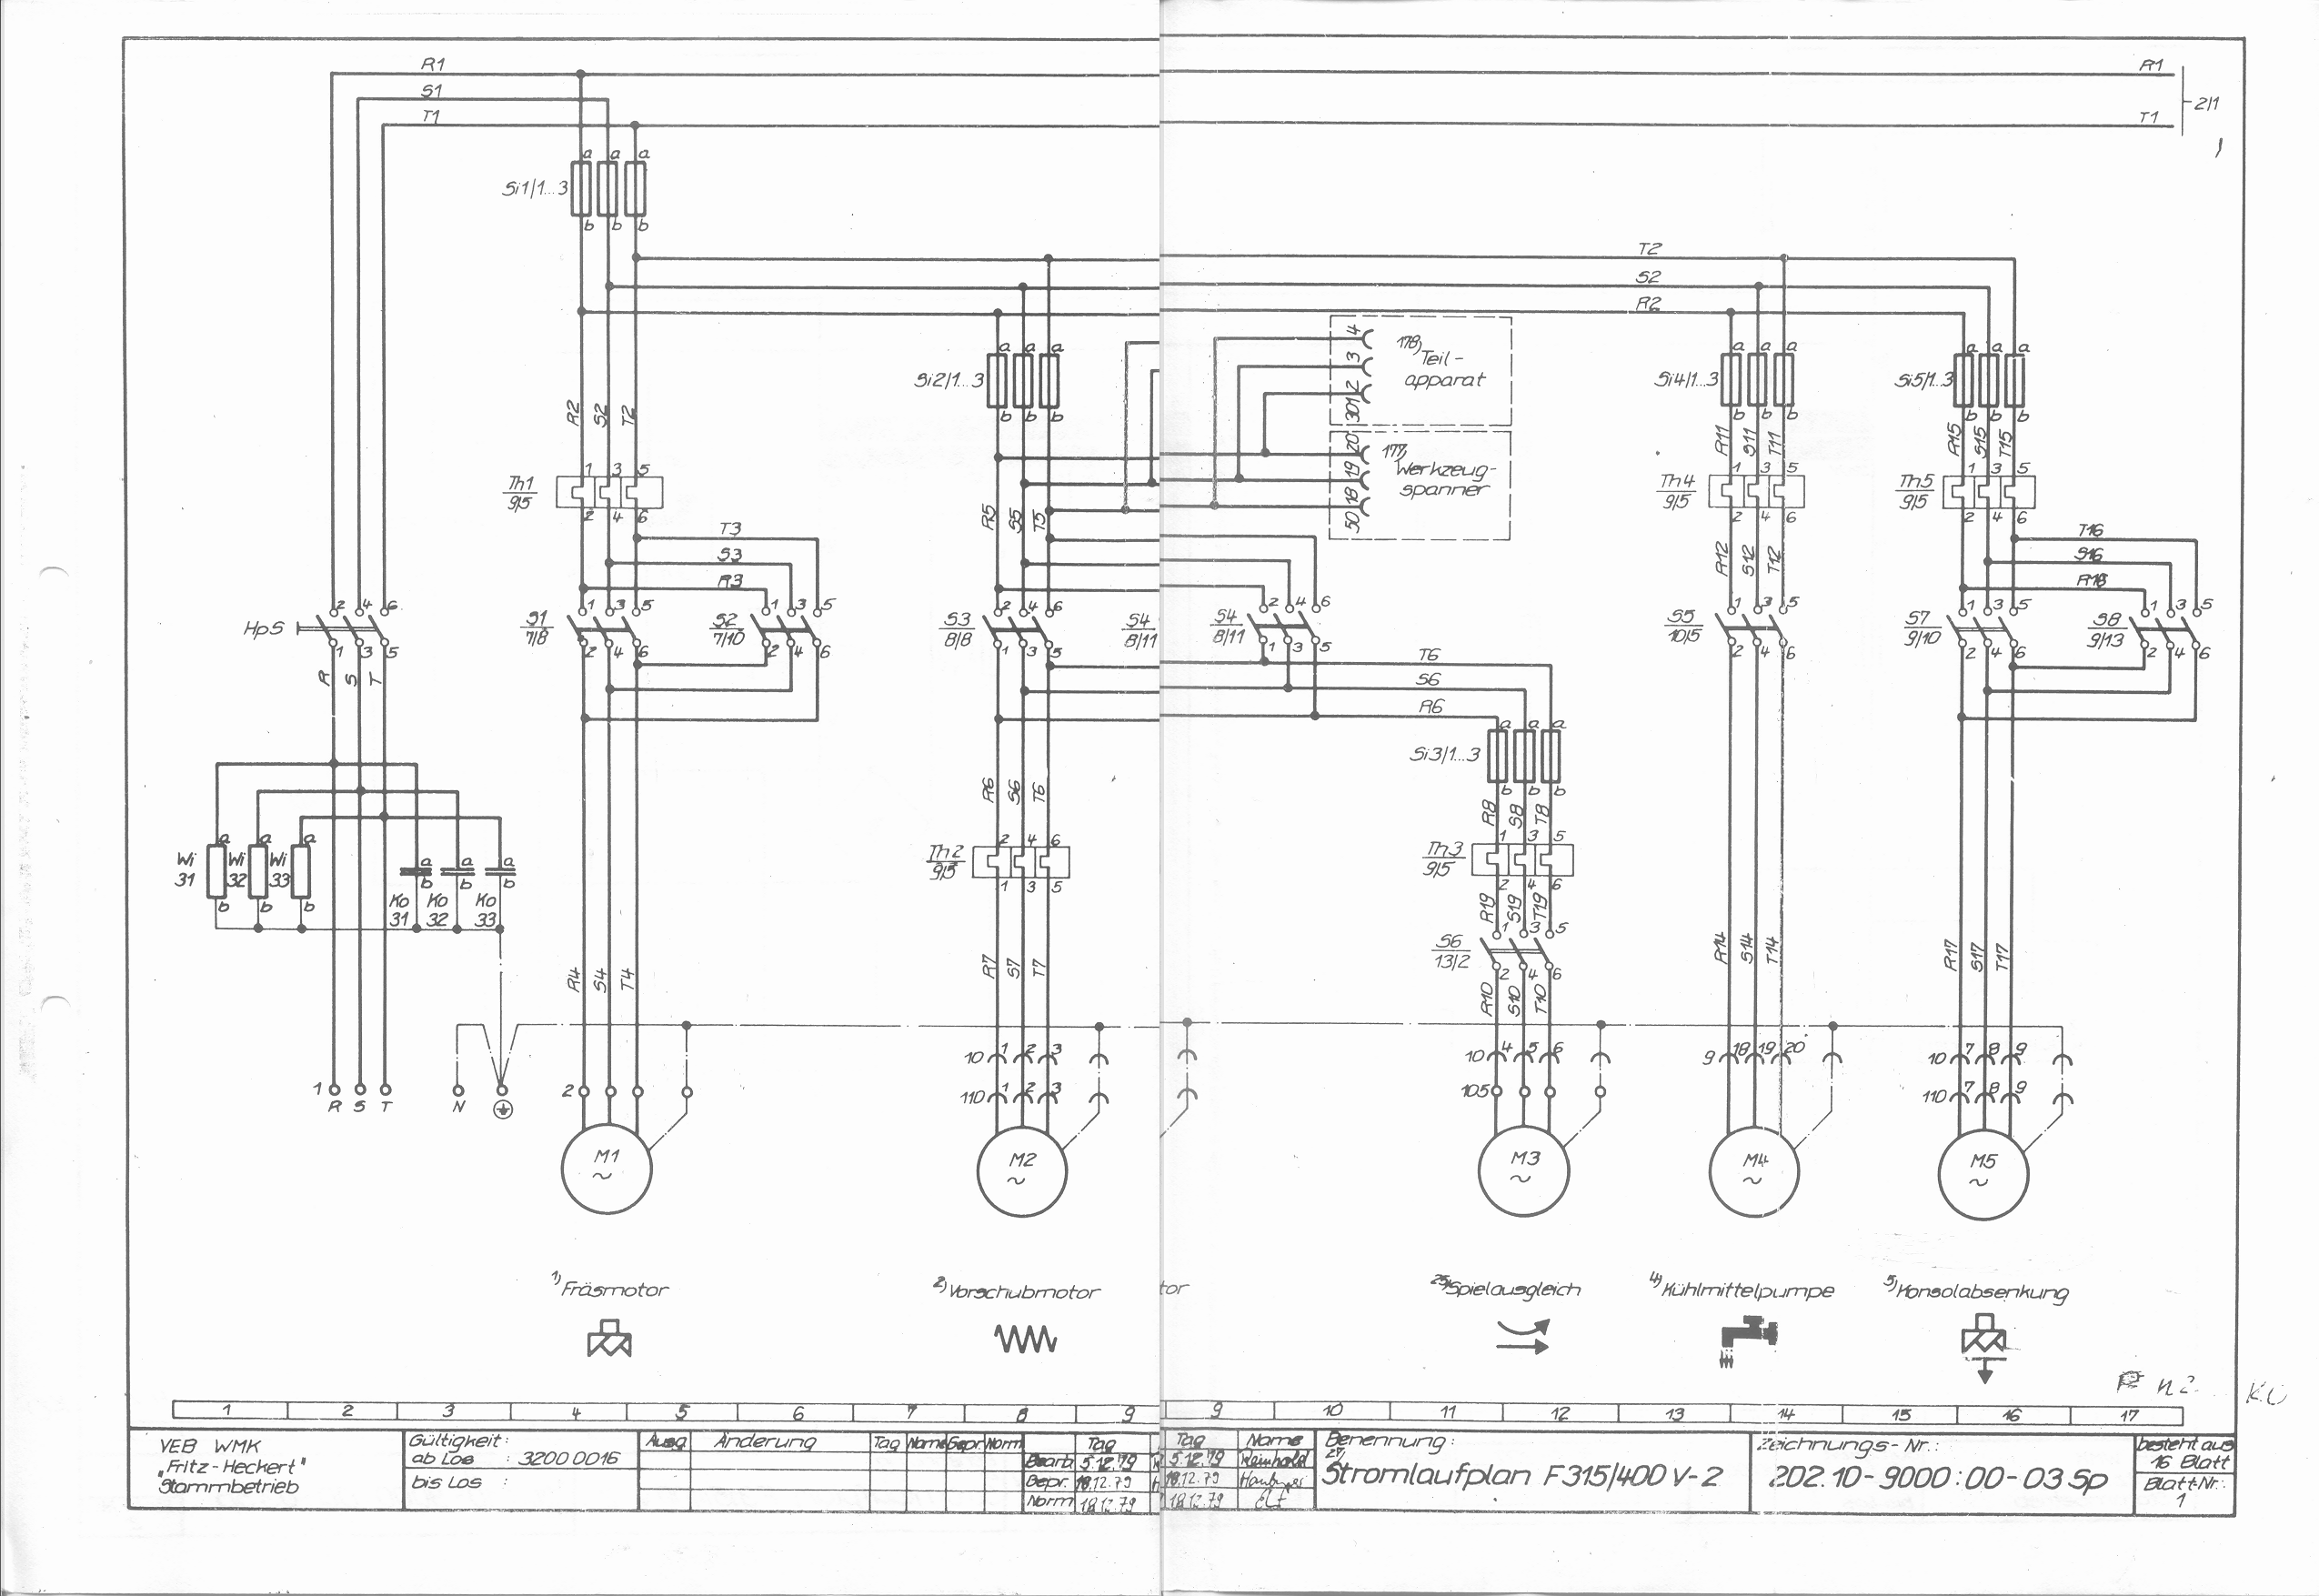 R1
S1
T1
R1
T1
2/1
Si1/1...3
a a a
b b b
T2
S2
R2
Si2/1...3
a a a
b b b
4
3
2
301
178) Teil-
apparat
20
19
18
50
177) Werkzeug-
spanner
Si4/1...3
a a a
b b b
Si5/1...3
a a a
b b b
R2 S2 T2
R5 S5 T5
R11 S11 T11
R15 S15 T15
Th1
9/5
1 3 5
2 4 6
Th4
9/5
1 3 5
2 4 6
Th5
9/5
1 3 5
2 4 6
T3
S3
R3
R12 S12 T12
T16
S16
HpS
2 4 6
1 3 5
S1
7/8
1 3 5
2 4 6
S2
7/10
1 3 5
2 4 6
S3
8/8
2 4 6
1 3 5
S4
8/11
S4
8/11
2 4 6
1 3 5
S5
10/5
1 3 5
2 4 6
S7
9/10
1 3 5
2 4 6
S8
9/13
1 3 5
2 4 6
R S T
T6
S6
R6
Si3/1...3
a a a
b b b
R6 S6 T6
R8 S8 T8
Wi
31
Wi
32
Wi
33
a a a
b b b
Ko
31
Ko
32
Ko
33
a a a
b b b
Th2
9/5
2 4 6
1 3 5
Th3
9/5
1 3 5
2 4 6
R19 S19 T19
S6
13/2
1 3 5
2 4 6
R4 S4 T4
R7 S7 T7
R10 S10 T10
R14 S14 T14
R17 S17 T17
10 1 2 3
10 4 5 6
9 18 19 20
10 7 8 9
1
R S T N
2
110 1 2 3
105
110 7 8 9
M1
~
M2
~
M3
~
M4
~
M5
~
1) Fräsmotor
2) Vorschubmotor
tor
25) Spielausgleich
4) Kühlmittelpumpe
5) Konsolabsenkung
1 2 3 4 5 6 7 8 9 9 10 11 12 13 14 15 16 17
VEB WMK
"Fritz-Heckert"
Stammbetrieb
Gültigkeit:
ab Los : 3200 0016
bis Los :
Ausg Änderung Tag Name Gepr. Norm
Tag
Bearb 5.12.79
Gepr. 18.12.79
Norm 18.12.79
Tag Name
5.12.79 Reinhold
18.12.79
18.12.79
Benennung:
27)
Stromlaufplan F315/400 V-2
Zeichnungs-Nr.:
202.10-9000:00-03 Sp
besteht aus
16 Blatt
Blatt-Nr.:
1